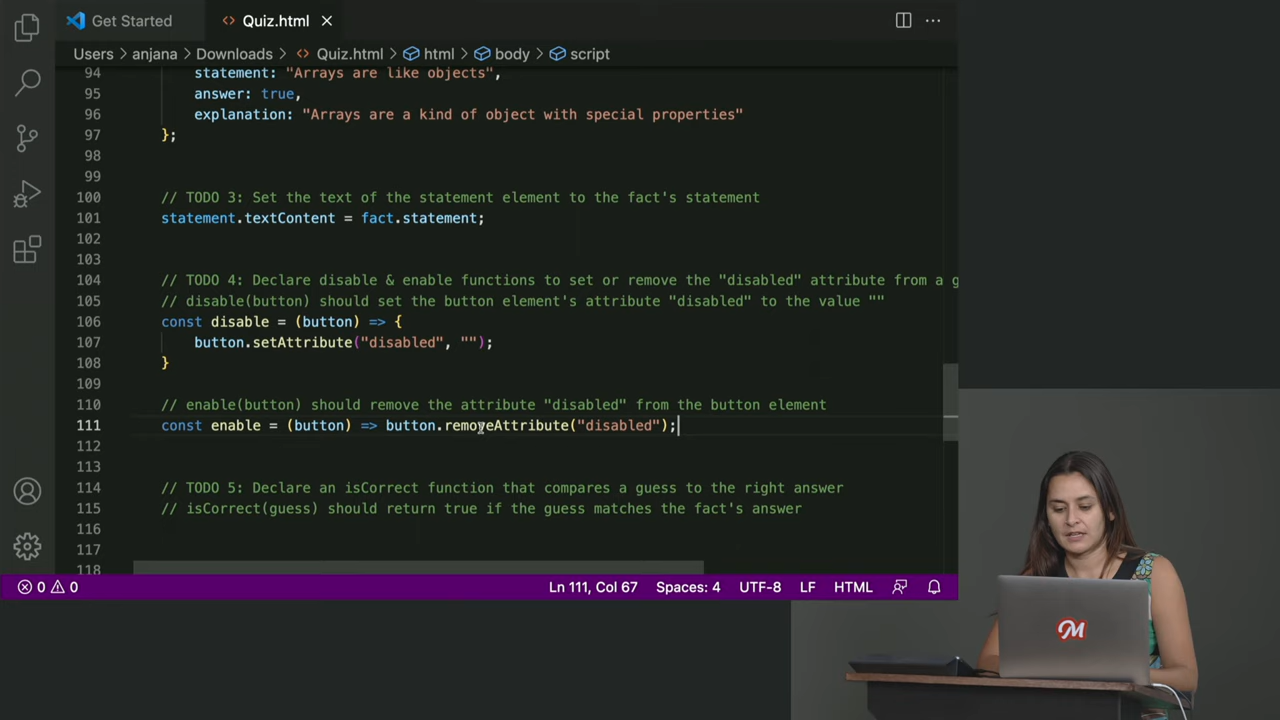 Get Started
Quiz.html
Users > anjana > Downloads > Quiz.html > html > body > script
94 statement: "Arrays are like objects",
95 answer: true,
96 explanation: "Arrays are a kind of object with special properties"
97 };
98
99
100 // TODO 3: Set the text of the statement element to the fact's statement
101 statement.textContent = fact.statement;
102
103
104 // TODO 4: Declare disable & enable functions to set or remove the "disabled" attribute from a g
105 // disable(button) should set the button element's attribute "disabled" to the value ""
106 const disable = (button) => {
107 button.setAttribute("disabled", "");
108 }
109
110 // enable(button) should remove the attribute "disabled" from the button element
111 const enable = (button) => button.removeAttribute("disabled");
112
113
114 // TODO 5: Declare an isCorrect function that compares a guess to the right answer
115 // isCorrect(guess) should return true if the guess matches the fact's answer
116
117
118
0 0 Ln 111, Col 67 Spaces: 4 UTF-8 LF HTML
M